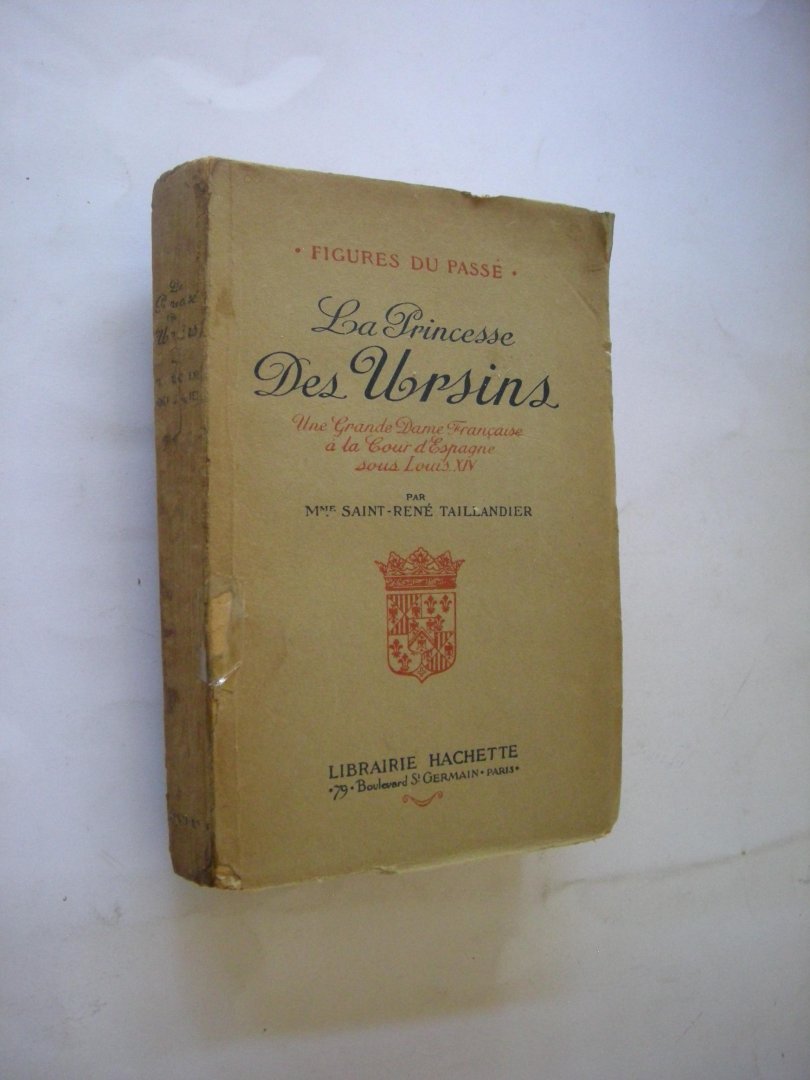 • FIGURES DU PASSÉ •
La Princesse
Des Ursins
Une Grande Dame Française
à la Cour d'Espagne
sous Louis XIV
PAR
MME SAINT-RENÉ TAILLANDIER
LIBRAIRIE HACHETTE
•79• Boulevard St GERMAIN • PARIS•
Ursins